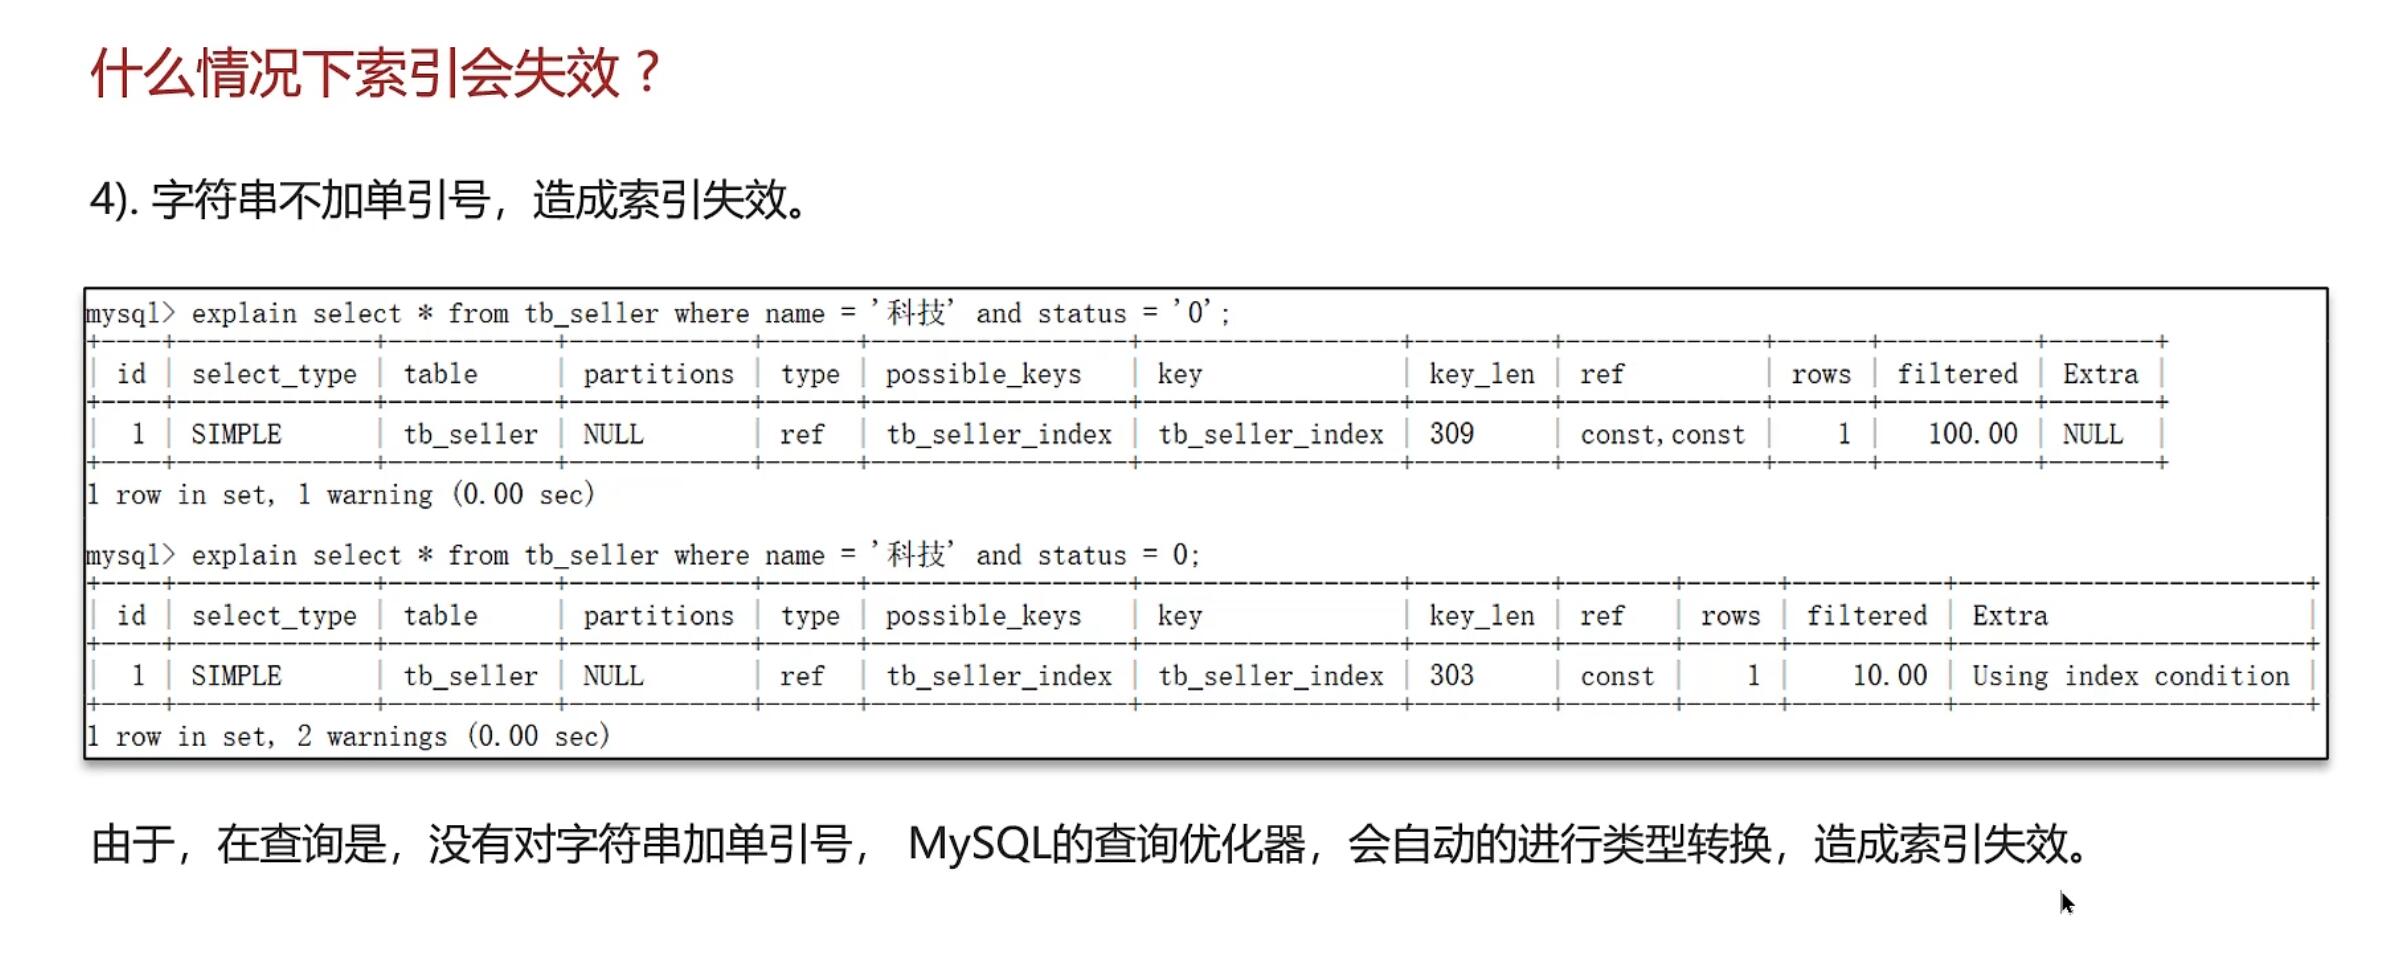 什么情况下索引会失效？
4). 字符串不加单引号，造成索引失效。
mysql> explain select * from tb_seller where name = '科技' and status = '0';
+----+-------------+-----------+------------+------+-----------------+-----------------+---------+-------------+------+----------+-------+
| id | select_type | table | partitions | type | possible_keys | key | key_len | ref | rows | filtered | Extra |
+----+-------------+-----------+------------+------+-----------------+-----------------+---------+-------------+------+----------+-------+
| 1 | SIMPLE | tb_seller | NULL | ref | tb_seller_index | tb_seller_index | 309 | const,const | 1 | 100.00 | NULL |
+----+-------------+-----------+------------+------+-----------------+-----------------+---------+-------------+------+----------+-------+
1 row in set, 1 warning (0.00 sec)
mysql> explain select * from tb_seller where name = '科技' and status = 0;
+----+-------------+-----------+------------+------+-----------------+-----------------+---------+-------+------+----------+-----------------------+
| id | select_type | table | partitions | type | possible_keys | key | key_len | ref | rows | filtered | Extra |
+----+-------------+-----------+------------+------+-----------------+-----------------+---------+-------+------+----------+-----------------------+
| 1 | SIMPLE | tb_seller | NULL | ref | tb_seller_index | tb_seller_index | 303 | const | 1 | 10.00 | Using index condition |
+----+-------------+-----------+------------+------+-----------------+-----------------+---------+-------+------+----------+-----------------------+
1 row in set, 2 warnings (0.00 sec)
由于，在查询是，没有对字符串加单引号， MySQL的查询优化器，会自动的进行类型转换，造成索引失效。